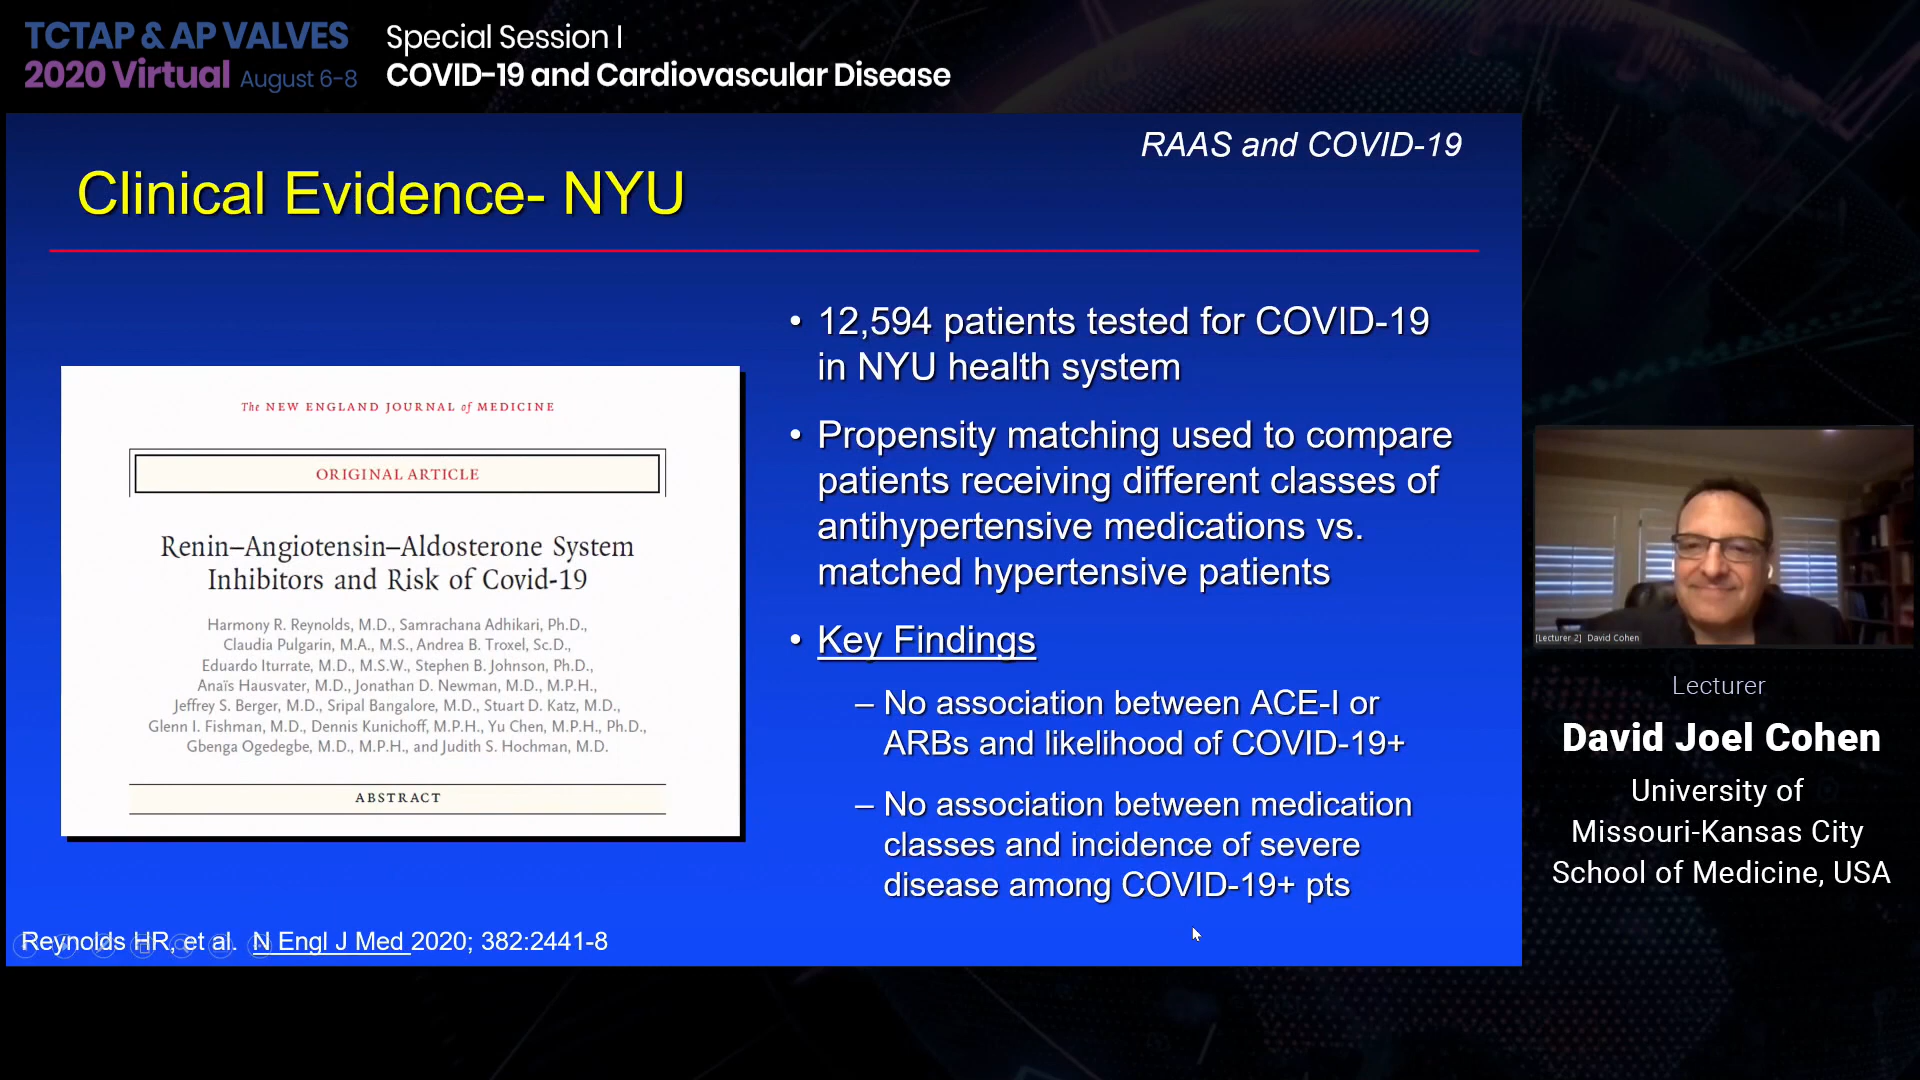 TCTAP & AP VALVES
2020 Virtual August 6-8
Special Session I
COVID-19 and Cardiovascular Disease
RAAS and COVID-19
Clinical Evidence- NYU
The NEW ENGLAND JOURNAL of MEDICINE
ORIGINAL ARTICLE
Renin–Angiotensin–Aldosterone System
Inhibitors and Risk of Covid-19
Harmony R. Reynolds, M.D., Samrachana Adhikari, Ph.D.,
Claudia Pulgarin, M.A., M.S., Andrea B. Troxel, Sc.D.,
Eduardo Iturrate, M.D., M.S.W., Stephen B. Johnson, Ph.D.,
Anaïs Hausvater, M.D., Jonathan D. Newman, M.D., M.P.H.,
Jeffrey S. Berger, M.D., Sripal Bangalore, M.D., Stuart D. Katz, M.D.,
Glenn I. Fishman, M.D., Dennis Kunichoff, M.P.H., Yu Chen, M.P.H., Ph.D.,
Gbenga Ogedegbe, M.D., M.P.H., and Judith S. Hochman, M.D.
ABSTRACT
• 12,594 patients tested for COVID-19
in NYU health system
• Propensity matching used to compare
patients receiving different classes of
antihypertensive medications vs.
matched hypertensive patients
• Key Findings
– No association between ACE-I or
ARBs and likelihood of COVID-19+
– No association between medication
classes and incidence of severe
disease among COVID-19+ pts
Reynolds HR, et al. N Engl J Med 2020; 382:2441-8
[Lecturer 2] David Cohen
Lecturer
David Joel Cohen
University of
Missouri-Kansas City
School of Medicine, USA